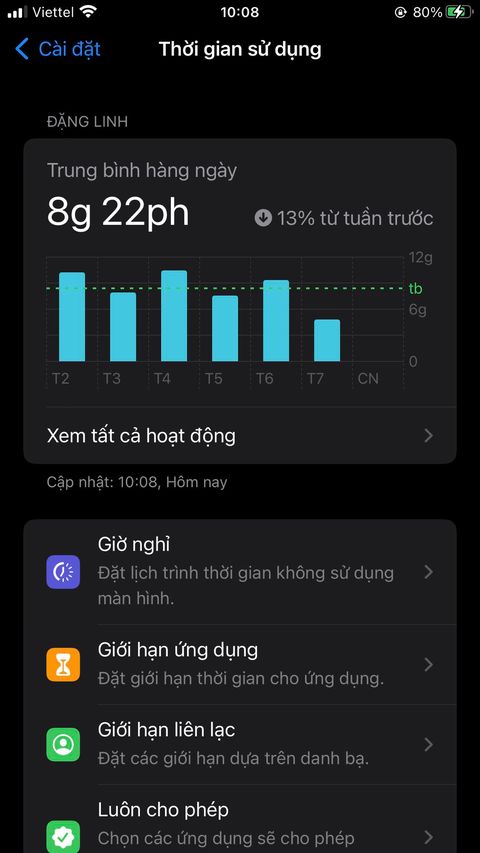 Viettel 10:08 80%
Cài đặt Thời gian sử dụng
ĐẶNG LINH
Trung bình hàng ngày
8g 22ph 13% từ tuần trước
12g
tb
6g
0
T2 T3 T4 T5 T6 T7 CN
Xem tất cả hoạt động
Cập nhật: 10:08, Hôm nay
Giờ nghỉ
Đặt lịch trình thời gian không sử dụng
màn hình.
Giới hạn ứng dụng
Đặt giới hạn thời gian cho ứng dụng.
Giới hạn liên lạc
Đặt các giới hạn dựa trên danh bạ.
Luôn cho phép
Chọn các ứng dụng sẽ cho phép